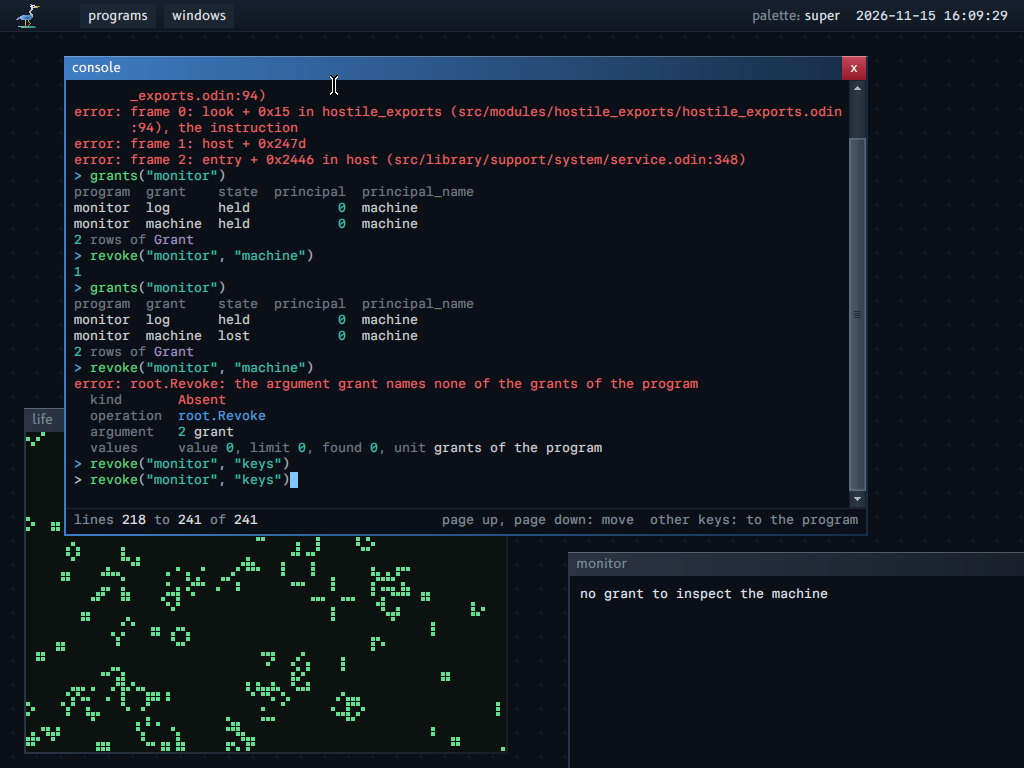 programs windows palette: super 2026-11-15 16:09:29
console x
_exports.odin:94)
error: frame 0: look + 0x15 in hostile_exports (src/modules/hostile_exports/hostile_exports.odin
:94), the instruction
error: frame 1: host + 0x247d
error: frame 2: entry + 0x2446 in host (src/library/support/system/service.odin:348)
> grants("monitor")
program grant state principal principal_name
monitor log held 0 machine
monitor machine held 0 machine
2 rows of Grant
> revoke("monitor", "machine")
1
> grants("monitor")
program grant state principal principal_name
monitor log held 0 machine
monitor machine lost 0 machine
2 rows of Grant
> revoke("monitor", "machine")
error: root.Revoke: the argument grant names none of the grants of the program
kind Absent
operation root.Revoke
argument 2 grant
values value 0, limit 0, found 0, unit grants of the program
> revoke("monitor", "keys")
> revoke("monitor", "keys")
lines 218 to 241 of 241 page up, page down: move other keys: to the program
life
monitor
no grant to inspect the machine